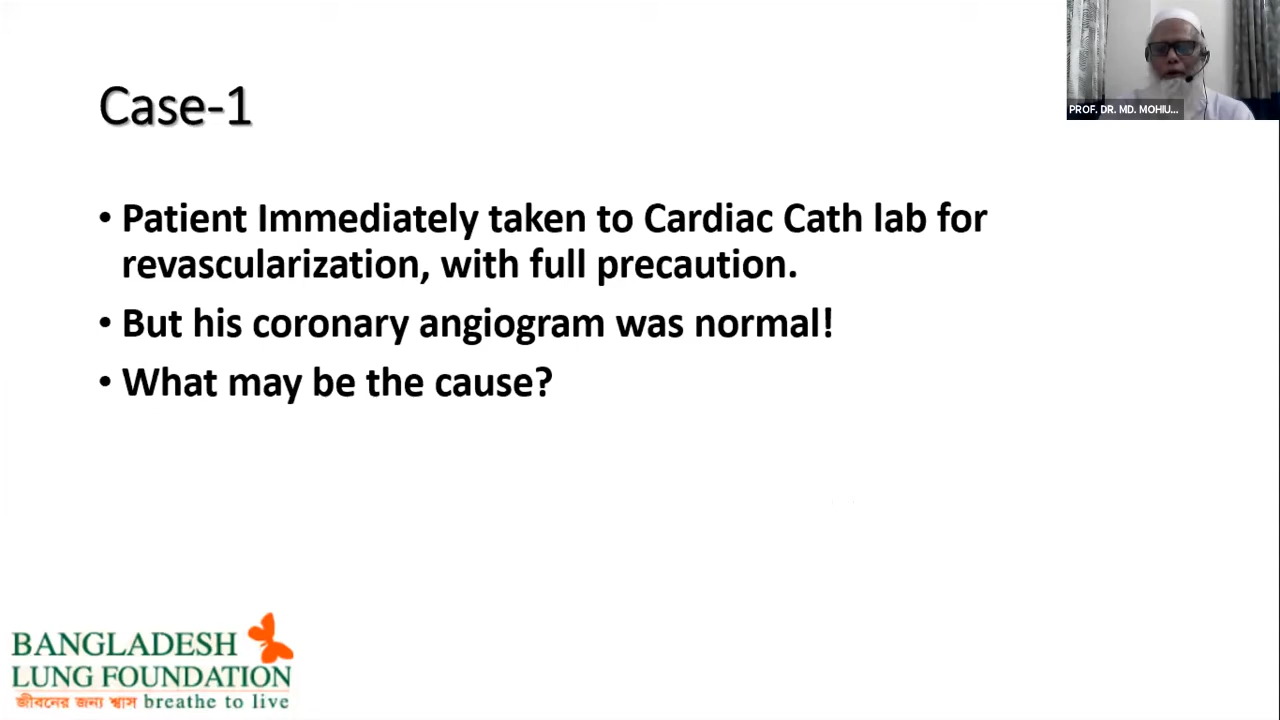 PROF. DR. MD. MOHIU...
Case-1
• Patient Immediately taken to Cardiac Cath lab for
revascularization, with full precaution.
• But his coronary angiogram was normal!
• What may be the cause?
BANGLADESH
LUNG FOUNDATION
জীবনের জন্য শ্বাস breathe to live